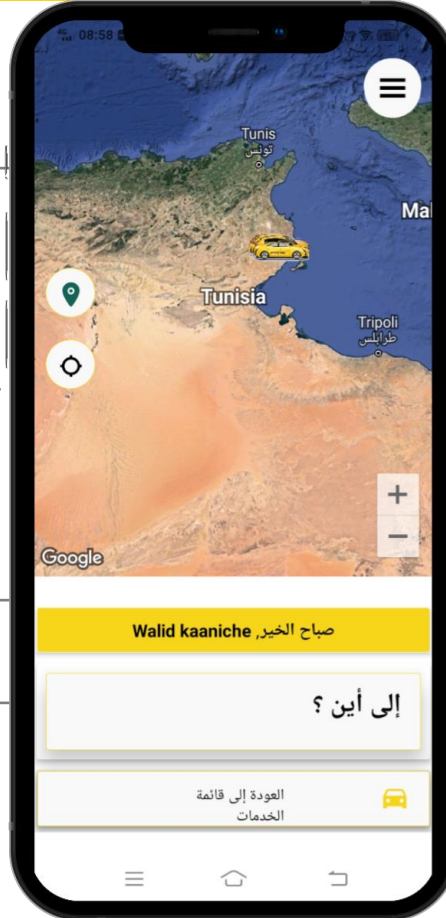 08:58
Tunis
تونس
Mal
Tunisia
Tripoli
طرابلس
+
−
Google
صباح الخير, Walid kaaniche
إلى أين ؟
العودة إلى قائمة
الخدمات